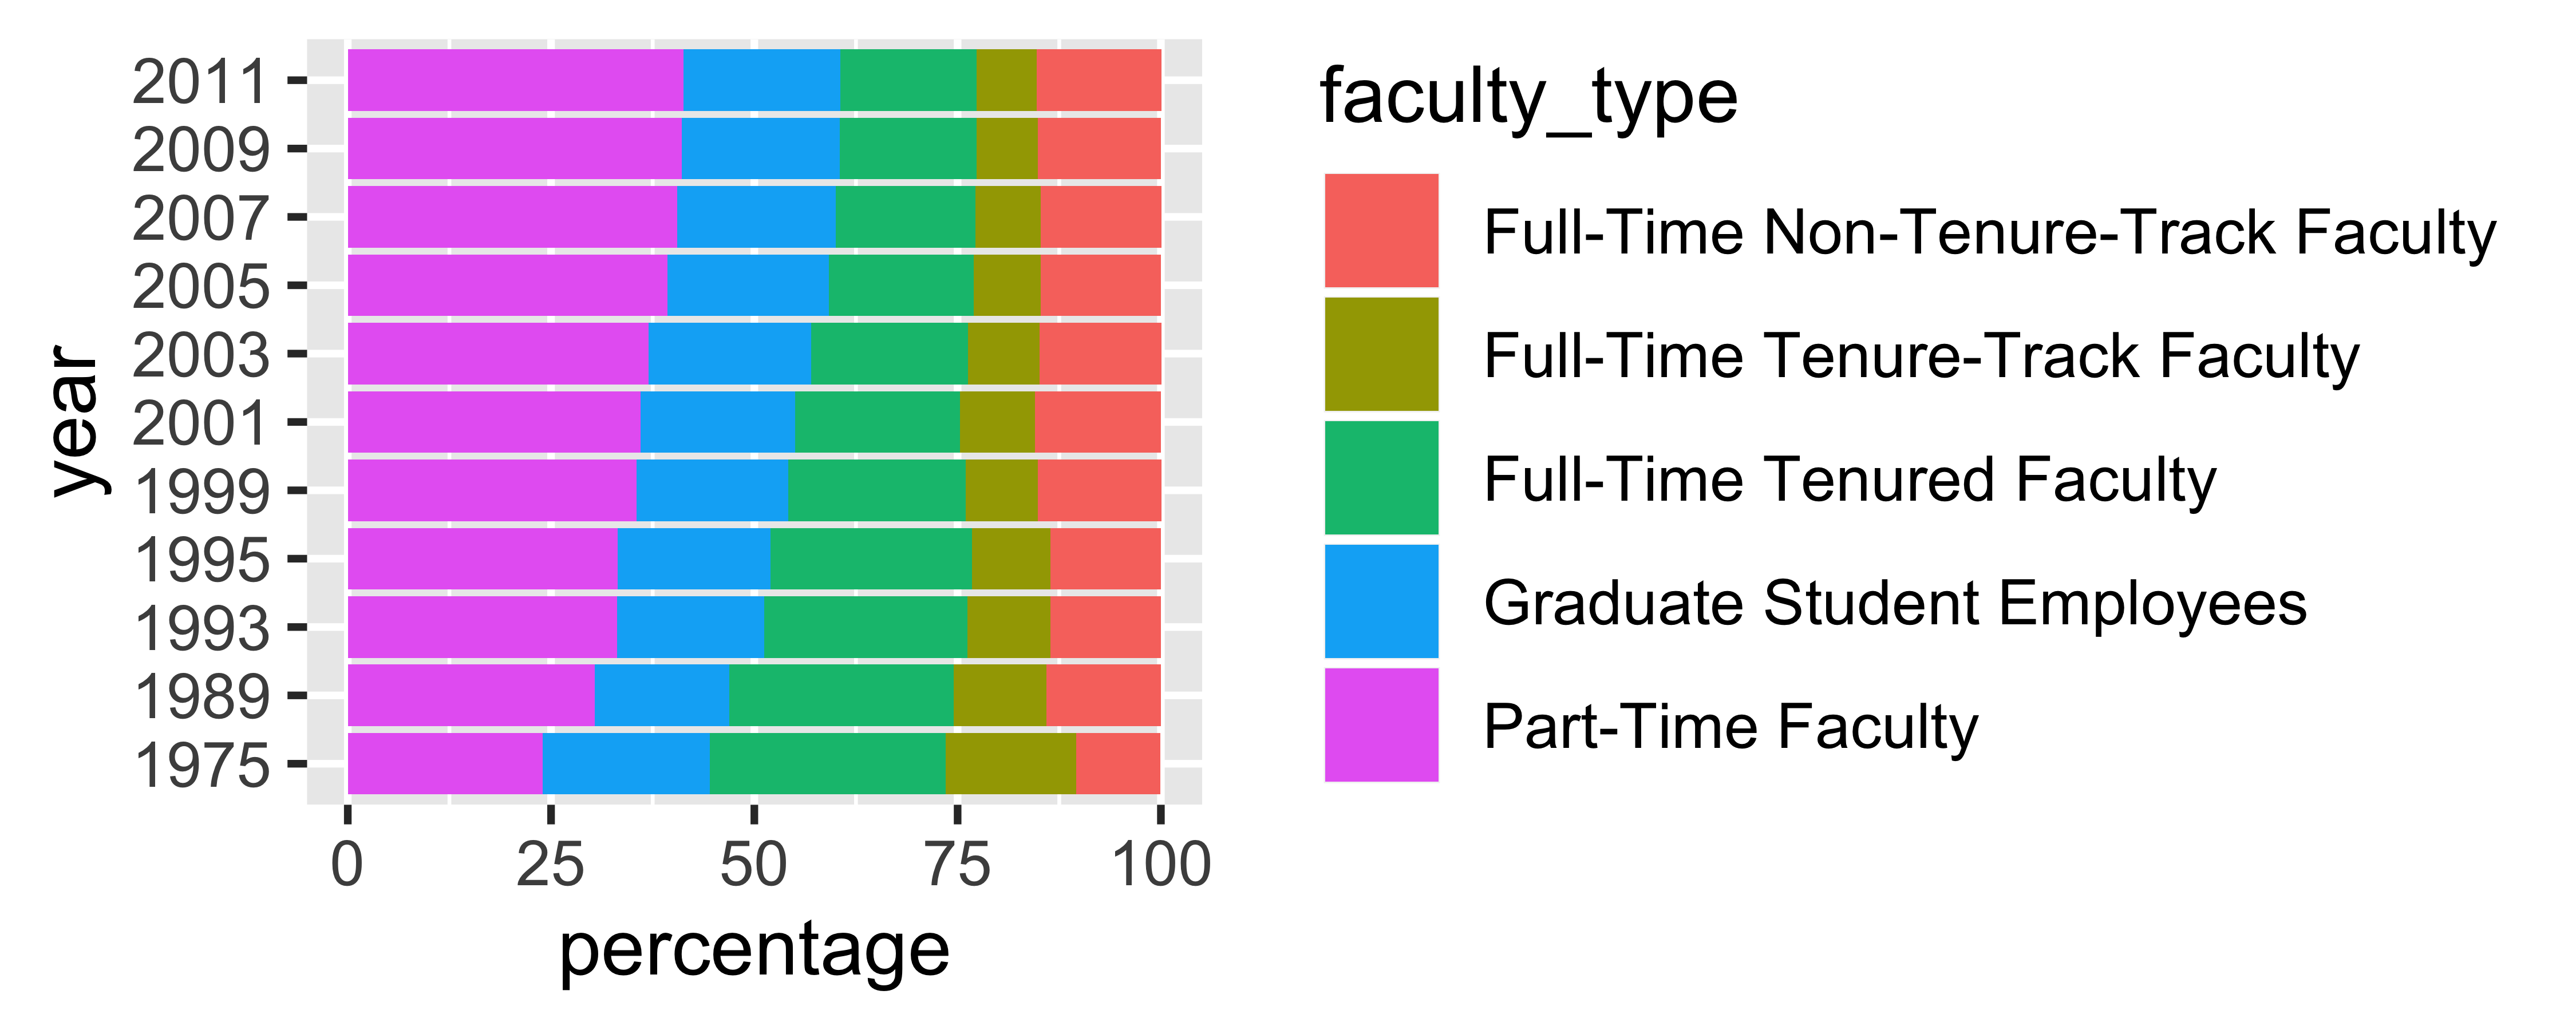 faculty_type
Full-Time Non-Tenure-Track Faculty
Full-Time Tenure-Track Faculty
Full-Time Tenured Faculty
Graduate Student Employees
Part-Time Faculty
year
2011
2009
2007
2005
2003
2001
1999
1995
1993
1989
1975
0 25 50 75 100
percentage